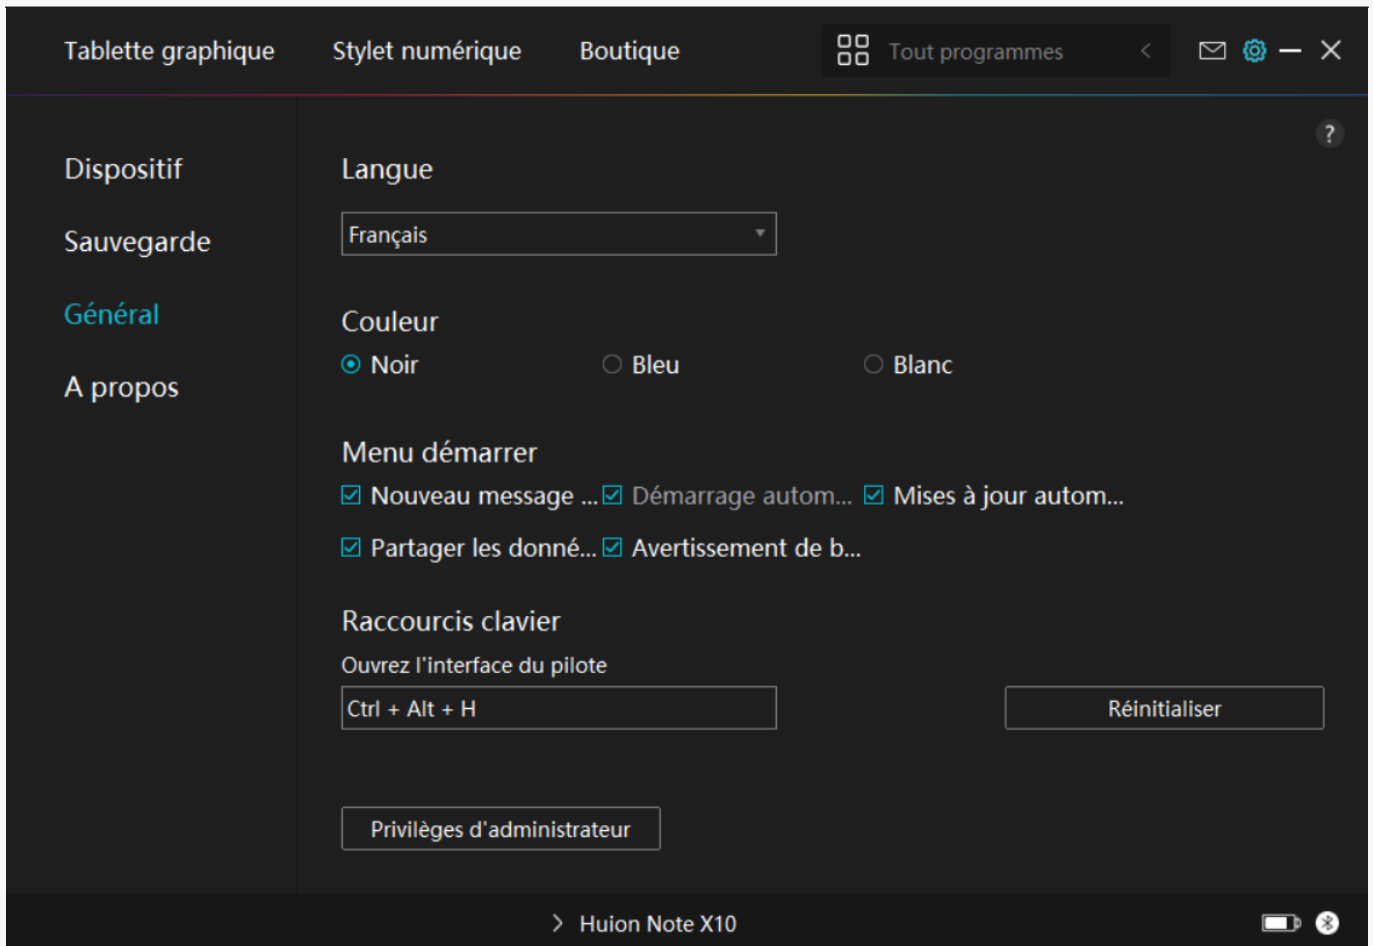 Tablette graphique Stylet numérique Boutique Tout programmes
?
Dispositif
Sauvegarde
Général
A propos
Langue
Français
Couleur
Noir Bleu Blanc
Menu démarrer
Nouveau message ... Démarrage autom... Mises à jour autom...
Partager les donné... Avertissement de b...
Raccourcis clavier
Ouvrez l'interface du pilote
Ctrl + Alt + H Réinitialiser
Privilèges d'administrateur
Huion Note X10